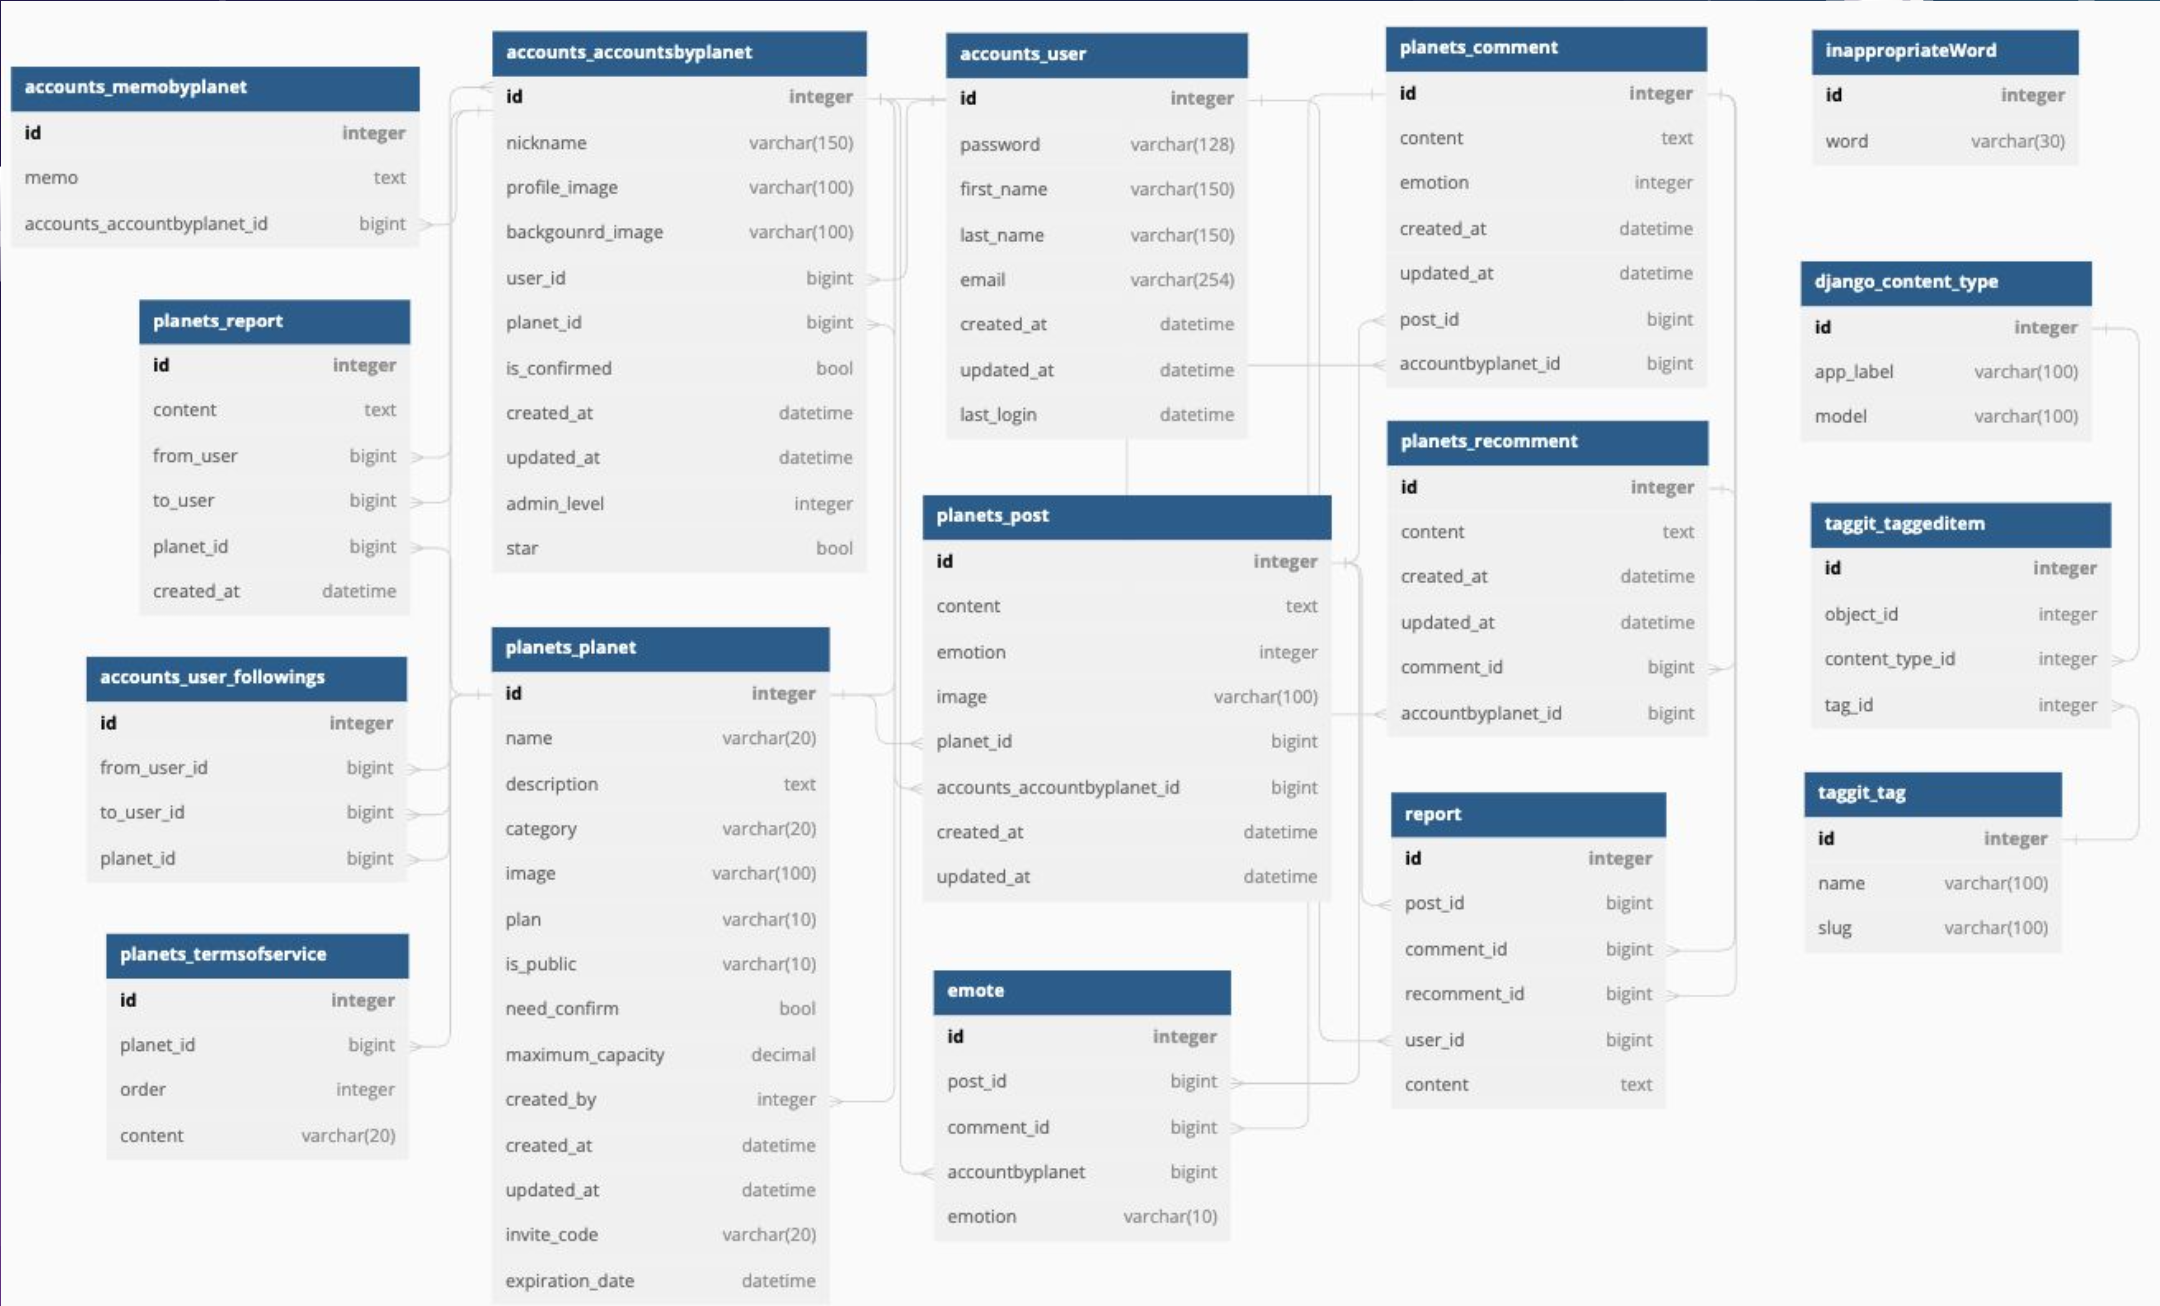 accounts_memobyplanet
id integer
memo text
accounts_accountbyplanet_id bigint
planets_report
id integer
content text
from_user bigint
to_user bigint
planet_id bigint
created_at datetime
accounts_user_followings
id integer
from_user_id bigint
to_user_id bigint
planet_id bigint
planets_termsofservice
id integer
planet_id bigint
order integer
content varchar(20)
accounts_accountsbyplanet
id integer
nickname varchar(150)
profile_image varchar(100)
backgounrd_image varchar(100)
user_id bigint
planet_id bigint
is_confirmed bool
created_at datetime
updated_at datetime
admin_level integer
star bool
planets_planet
id integer
name varchar(20)
description text
category varchar(20)
image varchar(100)
plan varchar(10)
is_public varchar(10)
need_confirm bool
maximum_capacity decimal
created_by integer
created_at datetime
updated_at datetime
invite_code varchar(20)
expiration_date datetime
accounts_user
id integer
password varchar(128)
first_name varchar(150)
last_name varchar(150)
email varchar(254)
created_at datetime
updated_at datetime
last_login datetime
planets_post
id integer
content text
emotion integer
image varchar(100)
planet_id bigint
accounts_accountbyplanet_id bigint
created_at datetime
updated_at datetime
emote
id integer
post_id bigint
comment_id bigint
accountbyplanet bigint
emotion varchar(10)
planets_comment
id integer
content text
emotion integer
created_at datetime
updated_at datetime
post_id bigint
accountbyplanet_id bigint
planets_recomment
id integer
content text
created_at datetime
updated_at datetime
comment_id bigint
accountbyplanet_id bigint
report
id integer
post_id bigint
comment_id bigint
recomment_id bigint
user_id bigint
content text
inappropriateWord
id integer
word varchar(30)
django_content_type
id integer
app_label varchar(100)
model varchar(100)
taggit_taggeditem
id integer
object_id integer
content_type_id integer
tag_id integer
taggit_tag
id integer
name varchar(100)
slug varchar(100)